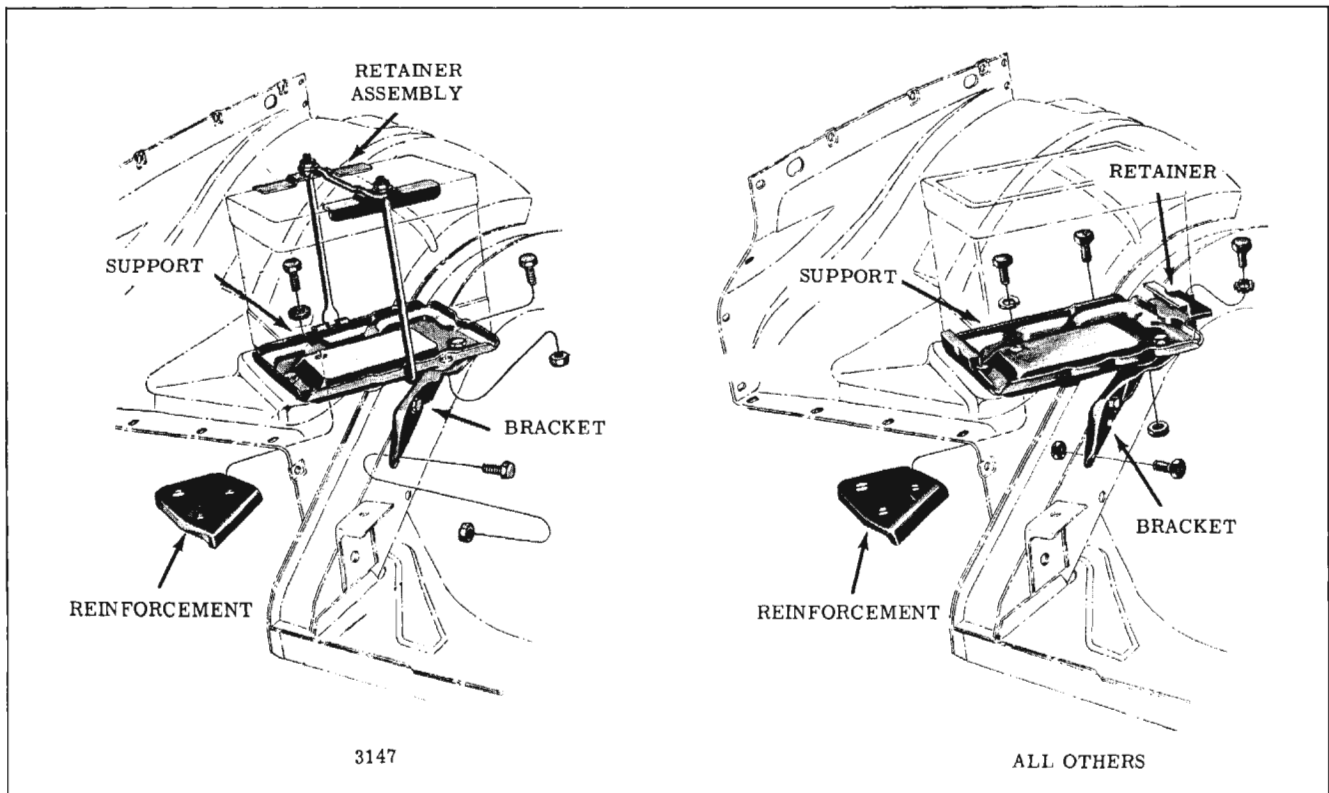 RETAINER
ASSEMBLY
SUPPORT
BRACKET
REINFORCEMENT
3147
RETAINER
SUPPORT
BRACKET
REINFORCEMENT
ALL OTHERS